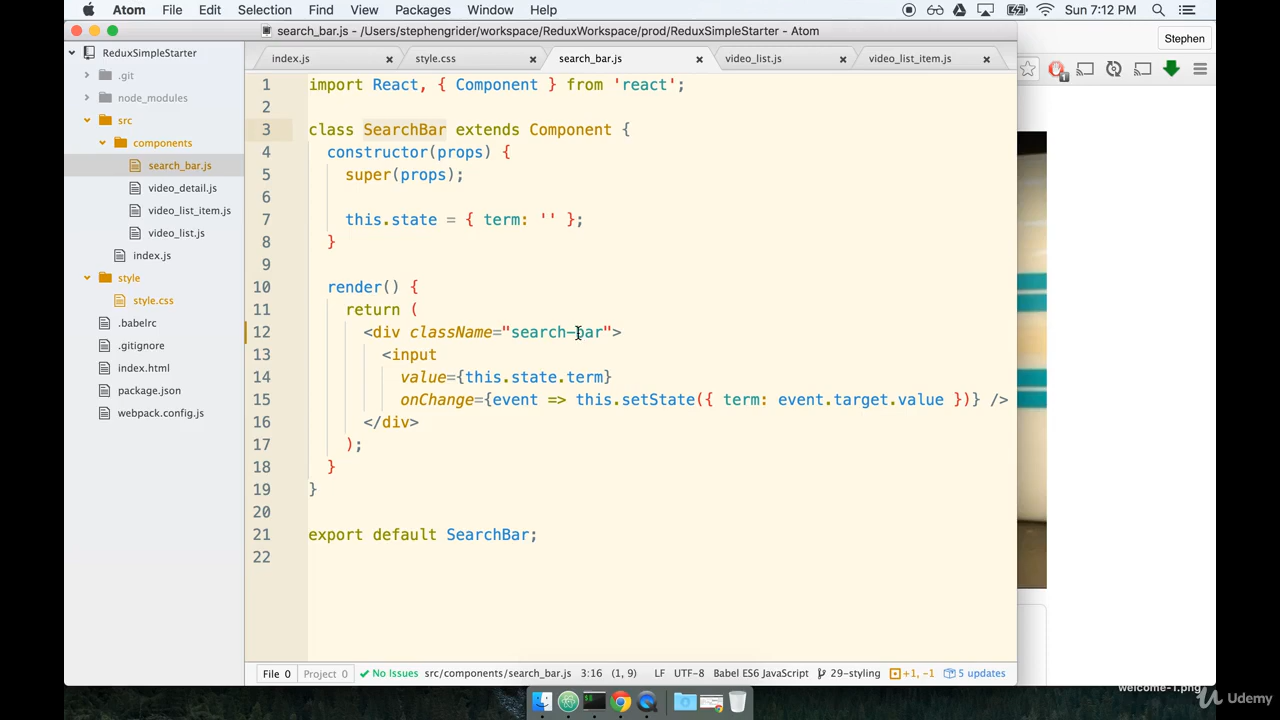 Atom File Edit View Selection Find View Packages Window Help Sun 7:12 PM
search_bar.js - /Users/stephengrider/workspace/ReduxWorkspace/prod/ReduxSimpleStarter - Atom
Stephen
ReduxSimpleStarter
.git
node_modules
src
components
search_bar.js
video_detail.js
video_list_item.js
video_list.js
index.js
style
style.css
.babelrc
.gitignore
index.html
package.json
webpack.config.js
index.js style.css search_bar.js video_list.js video_list_item.js
1 import React, { Component } from 'react';
2
3 class SearchBar extends Component {
4 constructor(props) {
5 super(props);
6
7 this.state = { term: '' };
8 }
9
10 render() {
11 return (
12 <div className="search-bar">
13 <input
14 value={this.state.term}
15 onChange={event => this.setState({ term: event.target.value })} />
16 </div>
17 );
18 }
19 }
20
21 export default SearchBar;
22
File 0 Project 0 No Issues src/components/search_bar.js 3:16 (1, 9) LF UTF-8 Babel ES6 JavaScript 29-styling +1, -1 5 updates
welcome-1.png
Udemy